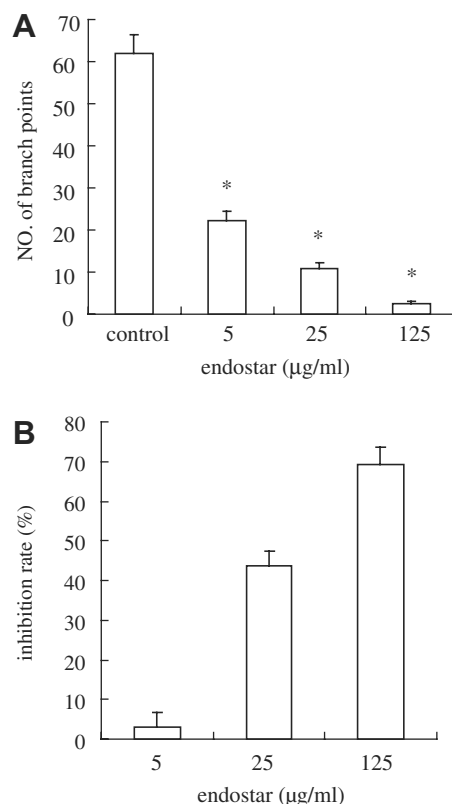 A
NO. of branch points
70
60
50
40
30
20
10
0
*
*
*
control 5 25 125
endostar (μg/ml)
B
inhibition rate (%)
80
70
60
50
40
30
20
10
0
5 25 125
endostar (μg/ml)